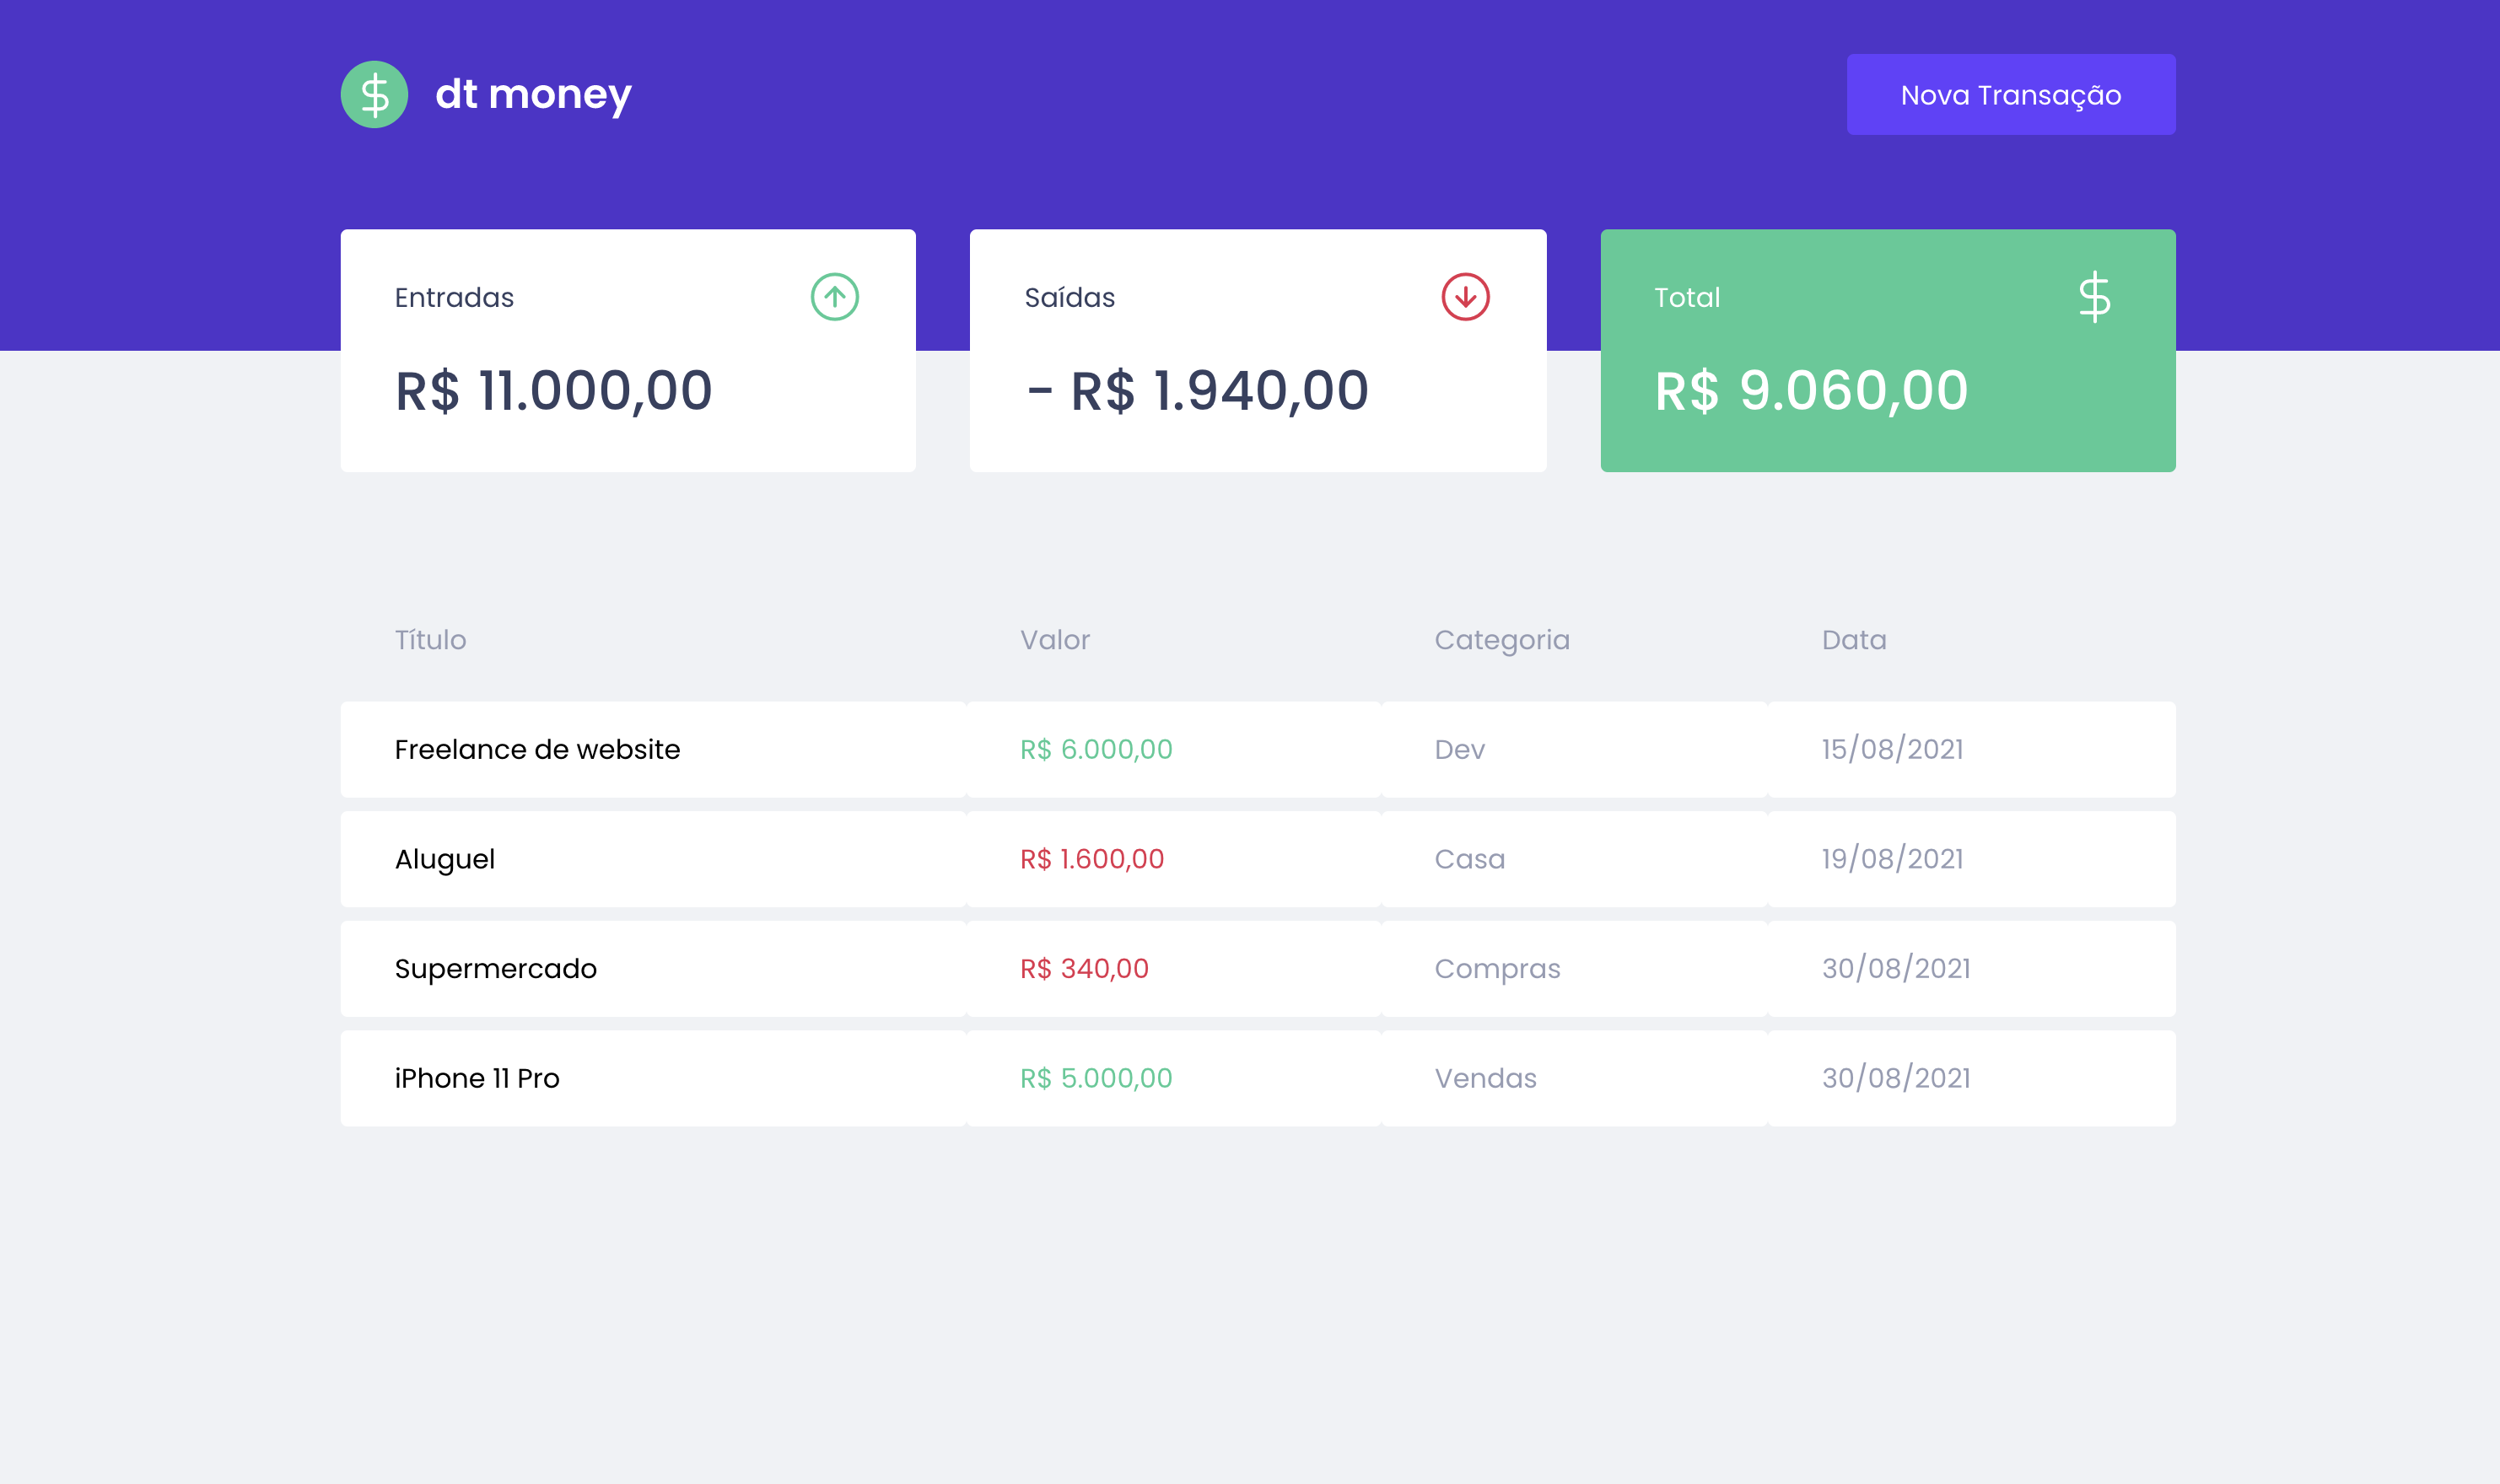 dt money
Nova Transação
Entradas
R$ 11.000,00
Saídas
- R$ 1.940,00
Total
R$ 9.060,00
Título Valor Categoria Data
Freelance de website R$ 6.000,00 Dev 15/08/2021
Aluguel R$ 1.600,00 Casa 19/08/2021
Supermercado R$ 340,00 Compras 30/08/2021
iPhone 11 Pro R$ 5.000,00 Vendas 30/08/2021